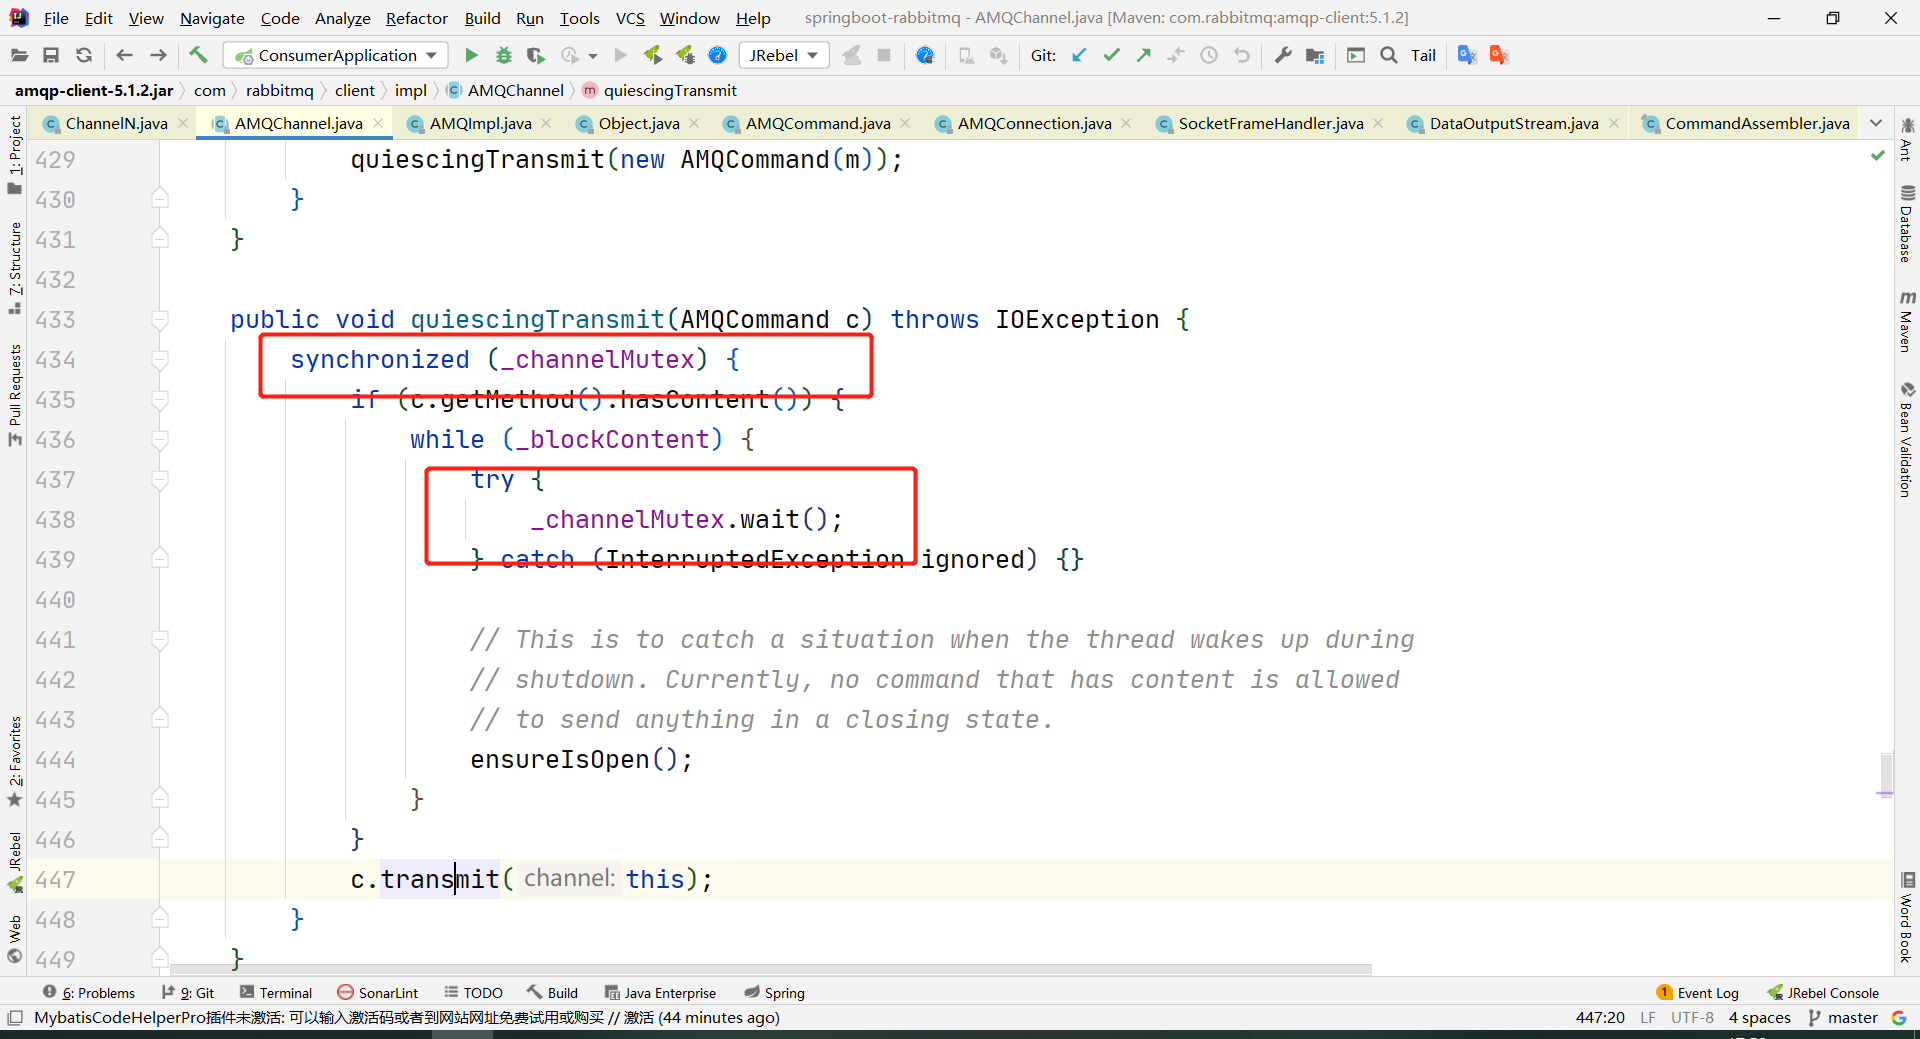 File Edit View Navigate Code Analyze Refactor Build Run Tools VCS Window Help springboot-rabbitmq - AMQChannel.java [Maven: com.rabbitmq:amqp-client:5.1.2]
ConsumerApplication JRebel Git: Tail
amqp-client-5.1.2.jar com rabbitmq client impl AMQChannel quiescingTransmit
ChannelN.java AMQChannel.java AMQImpl.java Object.java AMQCommand.java AMQConnection.java SocketFrameHandler.java DataOutputStream.java CommandAssembler.java
1: Project
7: Structure
Pull Requests
2: Favorites
JRebel
Web
429 quiescingTransmit(new AMQCommand(m));
430 }
431 }
432
433 public void quiescingTransmit(AMQCommand c) throws IOException {
434 synchronized (_channelMutex) {
435 if (c.getMethod().hasContent()) {
436 while (_blockContent) {
437 try {
438 _channelMutex.wait();
439 } catch (InterruptedException ignored) {}
440
441 // This is to catch a situation when the thread wakes up during
442 // shutdown. Currently, no command that has content is allowed
443 // to send anything in a closing state.
444 ensureIsOpen();
445 }
446 }
447 c.transmit( channel: this);
448 }
449 }
Ant
Database
Maven
Bean Validation
Word Book
6: Problems 9: Git Terminal SonarLint TODO Build Java Enterprise Spring 1 Event Log JRebel Console
MybatisCodeHelperPro插件未激活: 可以输入激活码或者到网站网址免费试用或购买 // 激活 (44 minutes ago) 447:20 LF UTF-8 4 spaces master